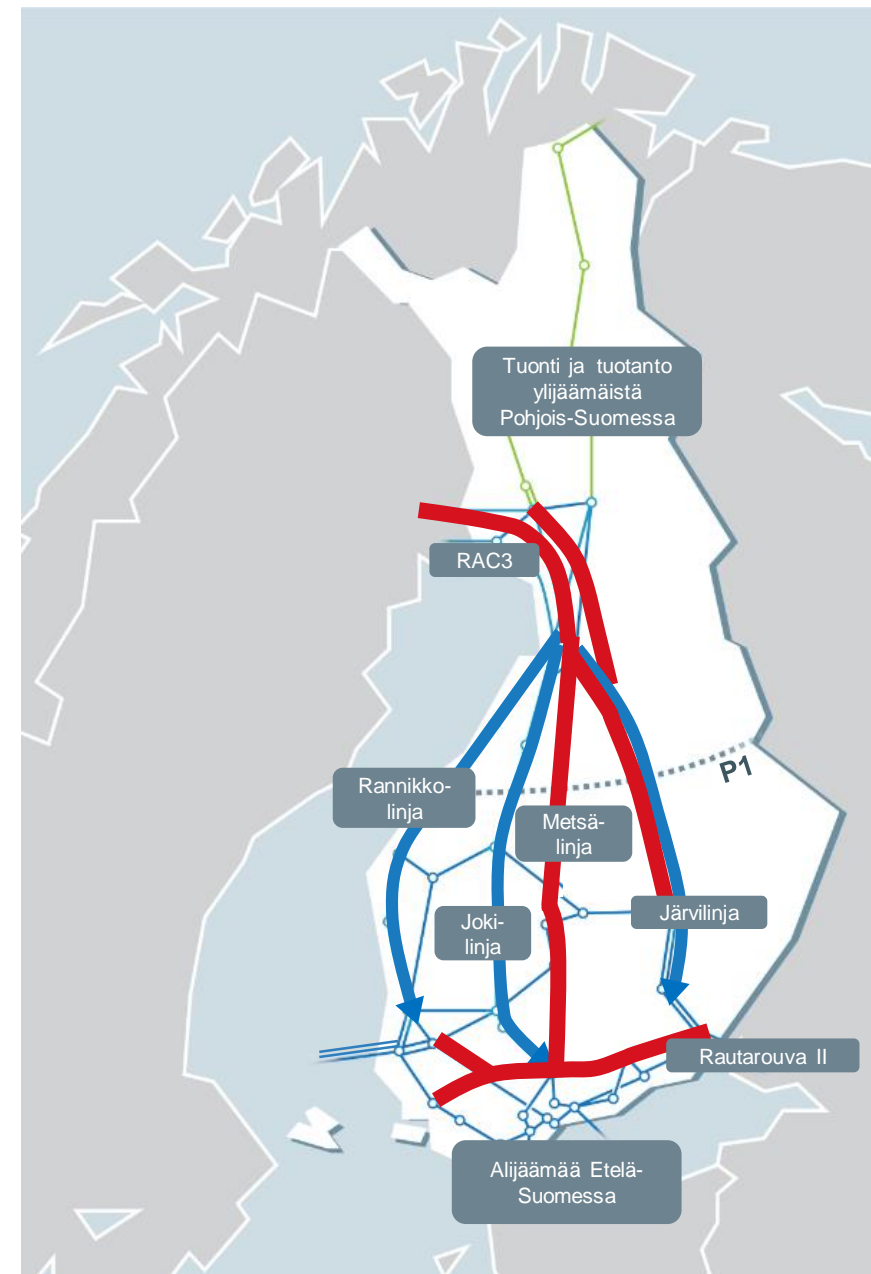 Tuonti ja tuotanto
ylijäämäistä
Pohjois-Suomessa
RAC3
P1
Rannikko-
linja
Metsä-
linja
Joki-
linja
Järvilinja
Rautarouva II
Alijäämää Etelä-
Suomessa